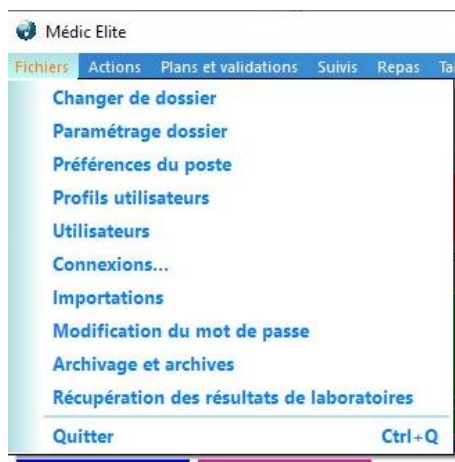 Médic Elite
Fichiers Actions Plans et validations Suivis Repas
Changer de dossier
Paramétrage dossier
Préférences du poste
Profils utilisateurs
Utilisateurs
Connexions...
Importations
Modification du mot de passe
Archivage et archives
Récupération des résultats de laboratoires
Quitter Ctrl+Q